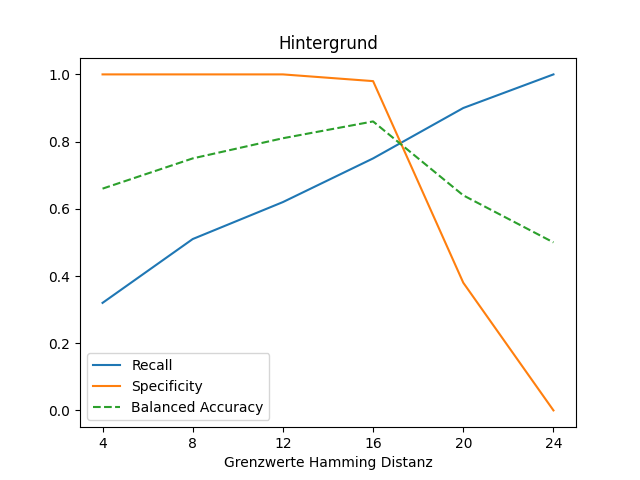 Hintergrund
1.0
0.8
0.6
0.4
0.2
0.0
Recall
Specificity
Balanced Accuracy
4 8 12 16 20 24
Grenzwerte Hamming Distanz